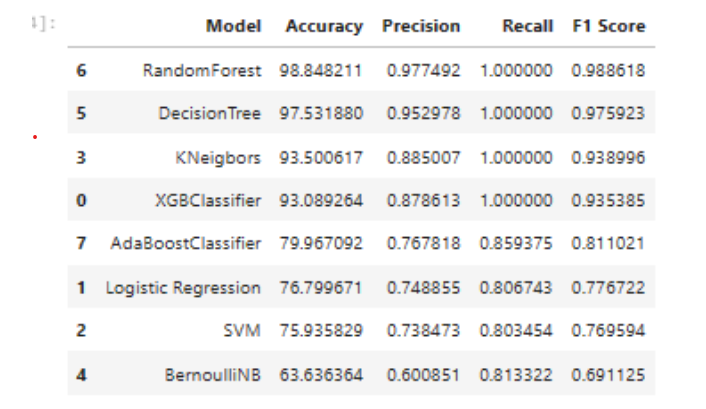 4]:
Model Accuracy Precision Recall F1 Score
6 RandomForest 98.848211 0.977492 1.000000 0.988618
5 DecisionTree 97.531880 0.952978 1.000000 0.975923
3 KNeigbors 93.500617 0.885007 1.000000 0.938996
0 XGBClassifier 93.089264 0.878613 1.000000 0.935385
7 AdaBoostClassifier 79.967092 0.767818 0.859375 0.811021
1 Logistic Regression 76.799671 0.748855 0.806743 0.776722
2 SVM 75.935829 0.738473 0.803454 0.769594
4 BernoulliNB 63.636364 0.600851 0.813322 0.691125